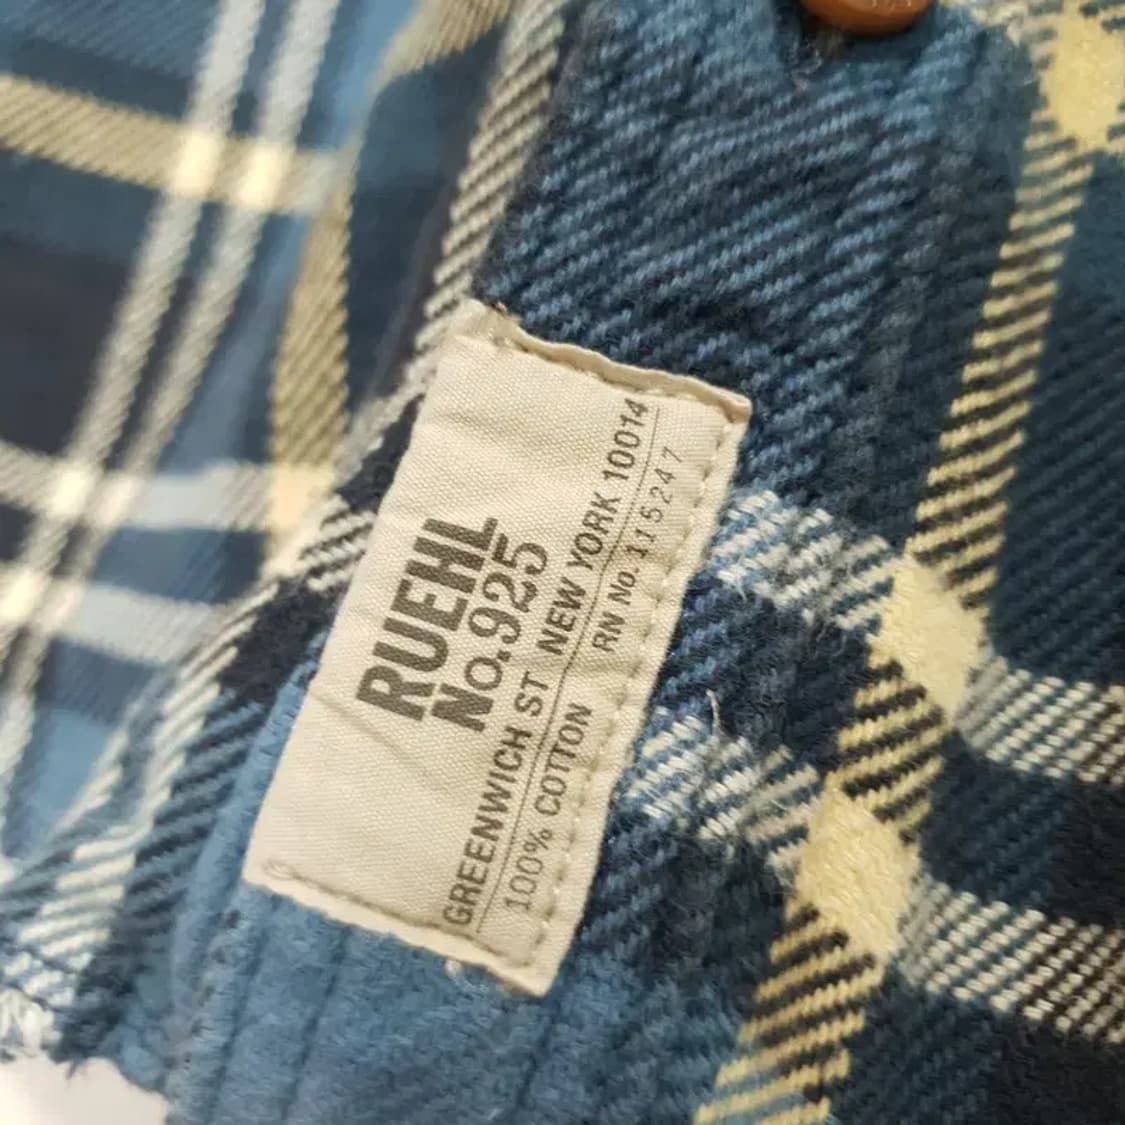 RUEHL
No.925
GREENWICH ST NEW YORK 10014
100% COTTON RN No. 115247